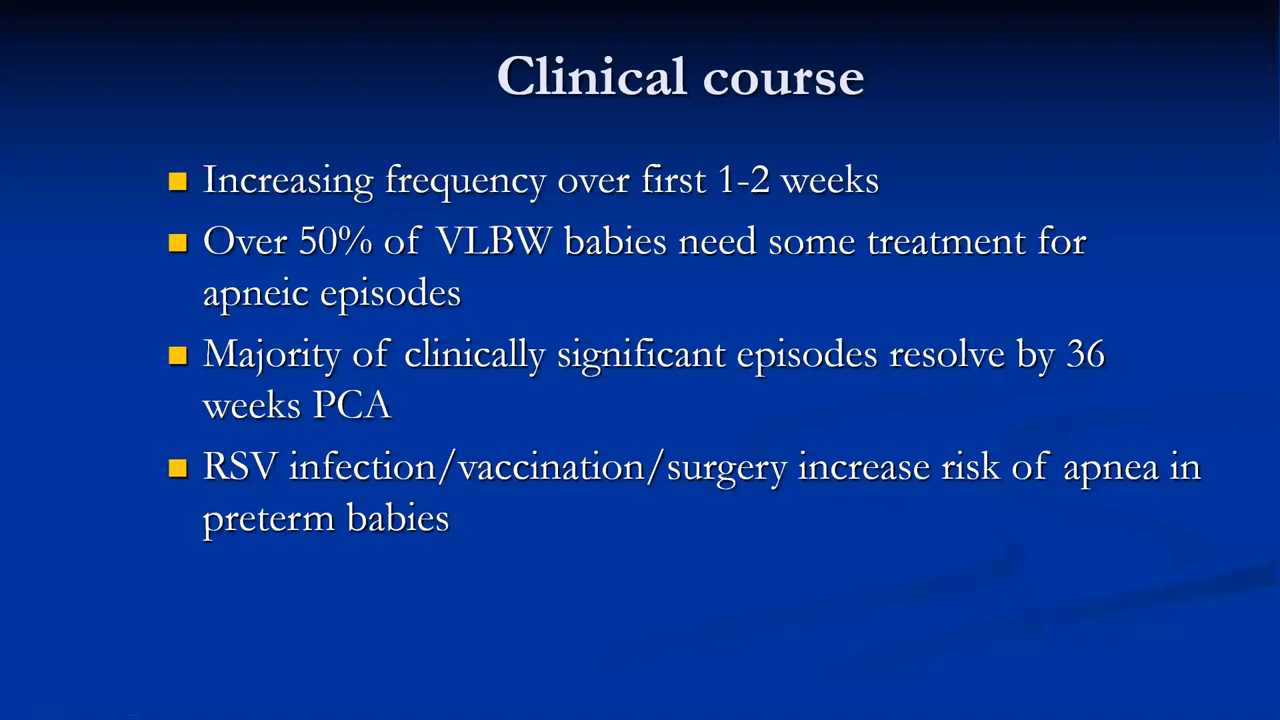 Clinical course
Increasing frequency over first 1-2 weeks
Over 50% of VLBW babies need some treatment for
apneic episodes
Majority of clinically significant episodes resolve by 36
weeks PCA
RSV infection/vaccination/surgery increase risk of apnea in
preterm babies